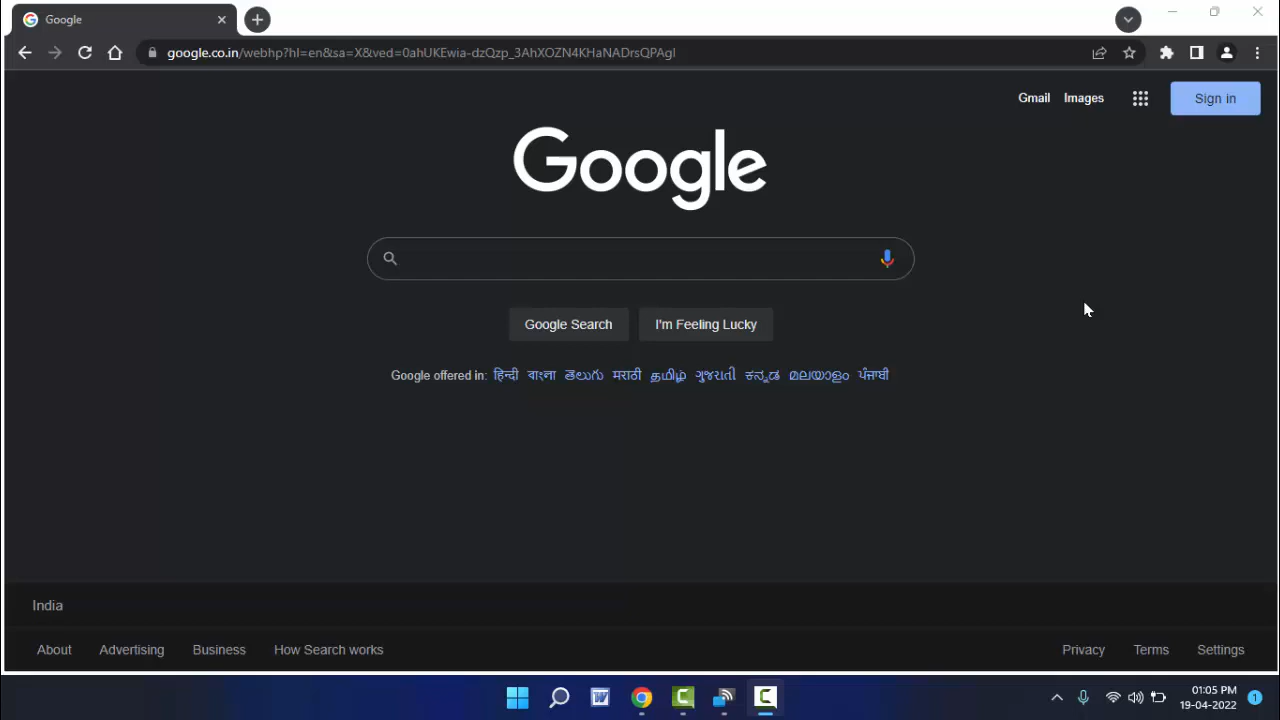 Google
google.co.in/webhp?hl=en&sa=X&ved=0ahUKEwia-dzQzp_3AhXOZN4KHaNADrsQPAgI
Gmail Images Sign in
Google
Google Search I'm Feeling Lucky
Google offered in: हिन्दी বাংলা తెలుగు मराठी தமிழ் ગુજરાતી ಕನ್ನಡ മലയാളം ਪੰਜਾਬੀ
India
About Advertising Business How Search works Privacy Terms Settings
01:05 PM
19-04-2022
1